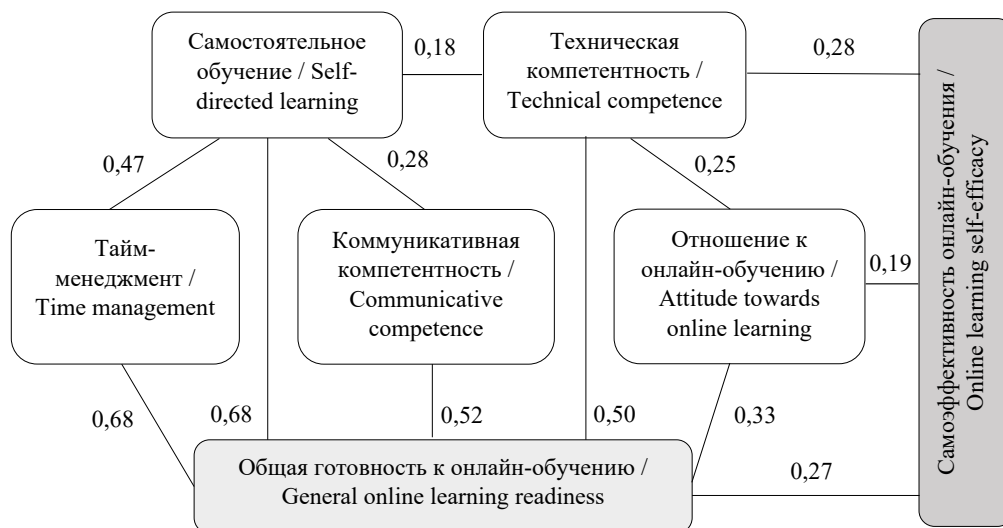 Самостоятельное
обучение / Self-
directed learning
0,18
Техническая
компетентность /
Technical competence
0,28
0,47
0,28
0,25
Тайм-
менеджмент /
Time management
Коммуникативная
компетентность /
Communicative
competence
Отношение к
онлайн-обучению /
Attitude towards
online learning
0,19
0,68
0,68
0,52
0,50
0,33
Общая готовность к онлайн-обучению /
General online learning readiness
0,27
Самоэффективность онлайн-обучения /
Online learning self-efficacy